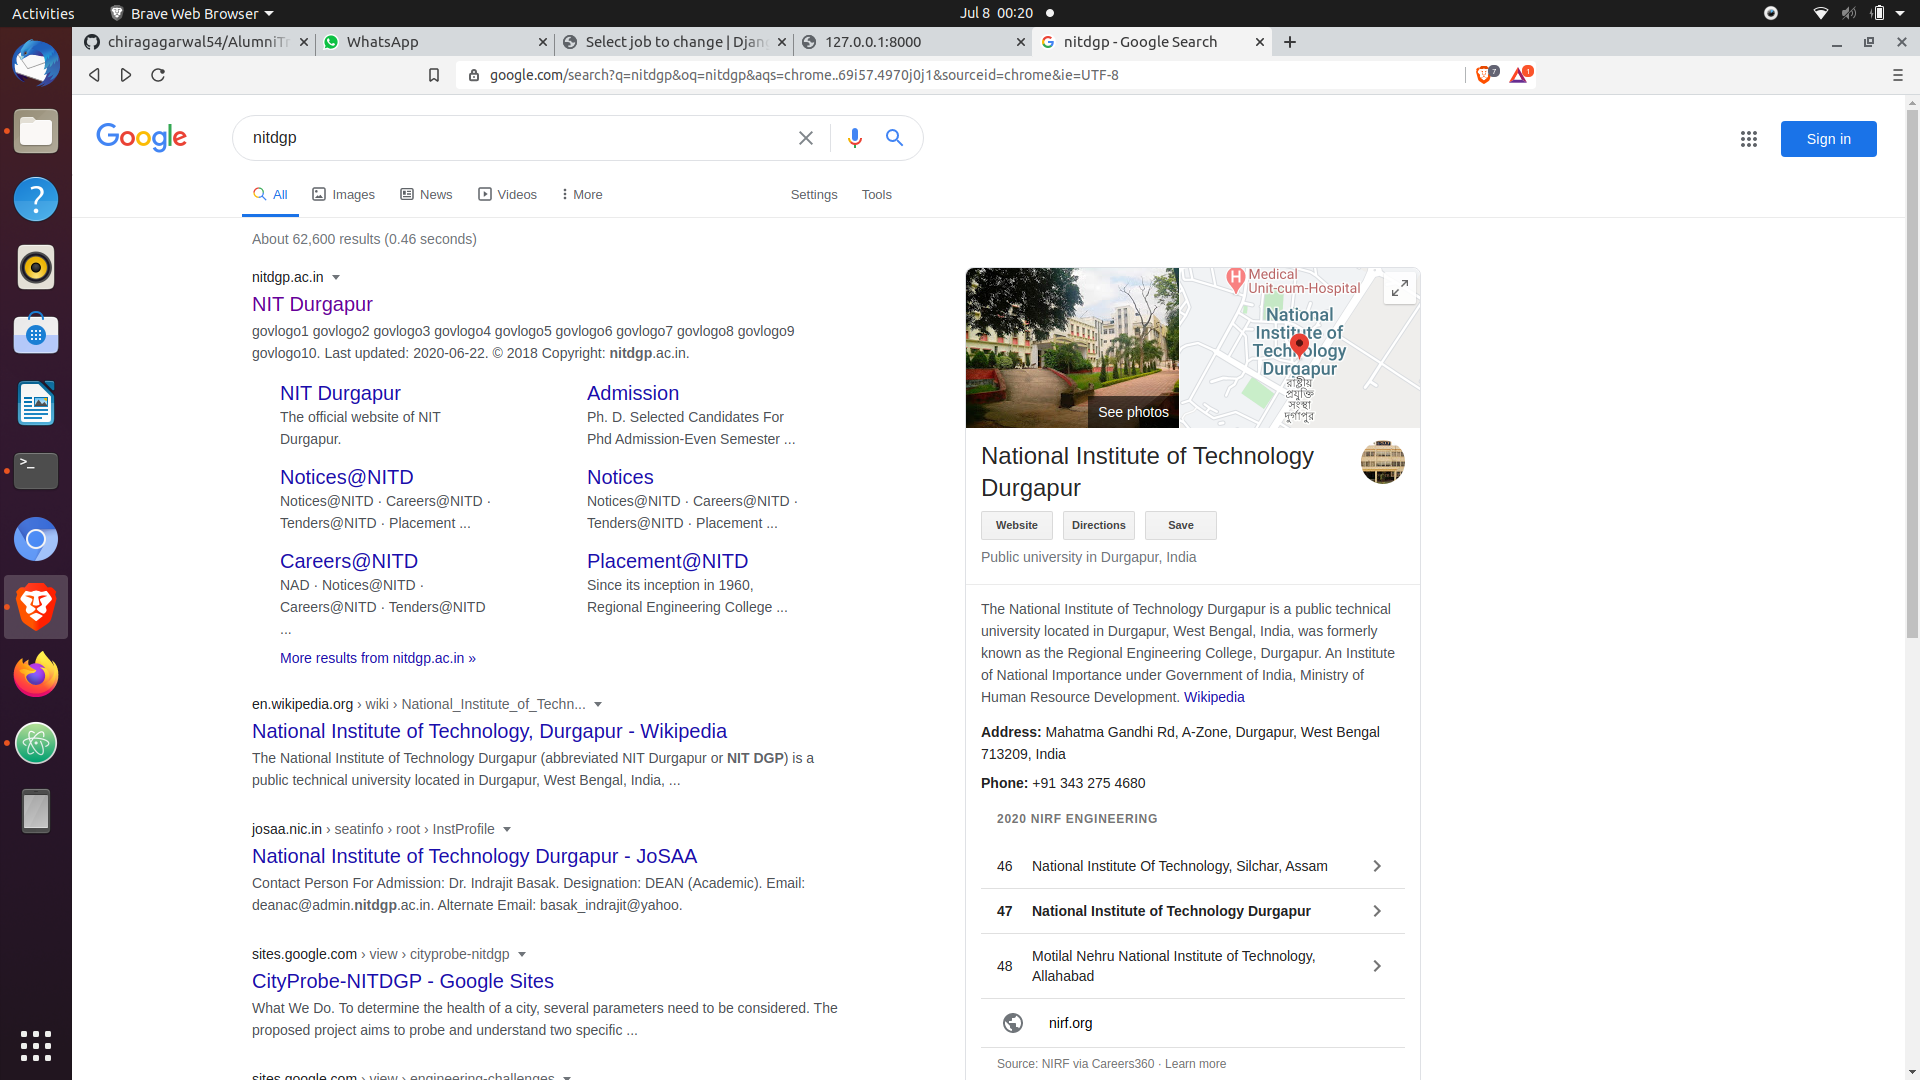 Activities
Brave Web Browser
Jul 8 00:20
chiragagarwal54/AlumniTr
WhatsApp
Select job to change | Djan
127.0.0.1:8000
nitdgp - Google Search
google.com/search?q=nitdgp&oq=nitdgp&aqs=chrome..69i57.4970j0j1&sourceid=chrome&ie=UTF-8
7
1
Google
nitdgp
Sign in
All
Images
News
Videos
More
Settings
Tools
About 62,600 results (0.46 seconds)
nitdgp.ac.in
NIT Durgapur
govlogo1 govlogo2 govlogo3 govlogo4 govlogo5 govlogo6 govlogo7 govlogo8 govlogo9
govlogo10. Last updated: 2020-06-22. © 2018 Copyright: nitdgp.ac.in.
NIT Durgapur
The official website of NIT
Durgapur.
Admission
Ph. D. Selected Candidates For
Phd Admission-Even Semester ...
Notices@NITD
Notices@NITD · Careers@NITD ·
Tenders@NITD · Placement ...
Notices
Notices@NITD · Careers@NITD ·
Tenders@NITD · Placement ...
Careers@NITD
NAD · Notices@NITD ·
Careers@NITD · Tenders@NITD
...
Placement@NITD
Since its inception in 1960,
Regional Engineering College ...
More results from nitdgp.ac.in »
en.wikipedia.org › wiki › National_Institute_of_Techn...
National Institute of Technology, Durgapur - Wikipedia
The National Institute of Technology Durgapur (abbreviated NIT Durgapur or NIT DGP) is a
public technical university located in Durgapur, West Bengal, India, ...
josaa.nic.in › seatinfo › root › InstProfile
National Institute of Technology Durgapur - JoSAA
Contact Person For Admission: Dr. Indrajit Basak. Designation: DEAN (Academic). Email:
deanac@admin.nitdgp.ac.in. Alternate Email: basak_indrajit@yahoo.
sites.google.com › view › cityprobe-nitdgp
CityProbe-NITDGP - Google Sites
What We Do. To determine the health of a city, several parameters need to be considered. The
proposed project aims to probe and understand two specific ...
sites.google.com › view › engineering-challenges
See photos
Medical
Unit-cum-Hospital
National
Institute of
Technology
Durgapur
রাষ্ট্রীয়
প্রযুক্তি
সংস্থা
দুর্গাপুর
National Institute of Technology
Durgapur
Website
Directions
Save
Public university in Durgapur, India
The National Institute of Technology Durgapur is a public technical
university located in Durgapur, West Bengal, India, was formerly
known as the Regional Engineering College, Durgapur. An Institute
of National Importance under Government of India, Ministry of
Human Resource Development. Wikipedia
Address: Mahatma Gandhi Rd, A-Zone, Durgapur, West Bengal
713209, India
Phone: +91 343 275 4680
2020 NIRF ENGINEERING
46 National Institute Of Technology, Silchar, Assam
47 National Institute of Technology Durgapur
48 Motilal Nehru National Institute of Technology,
Allahabad
nirf.org
Source: NIRF via Careers360 · Learn more